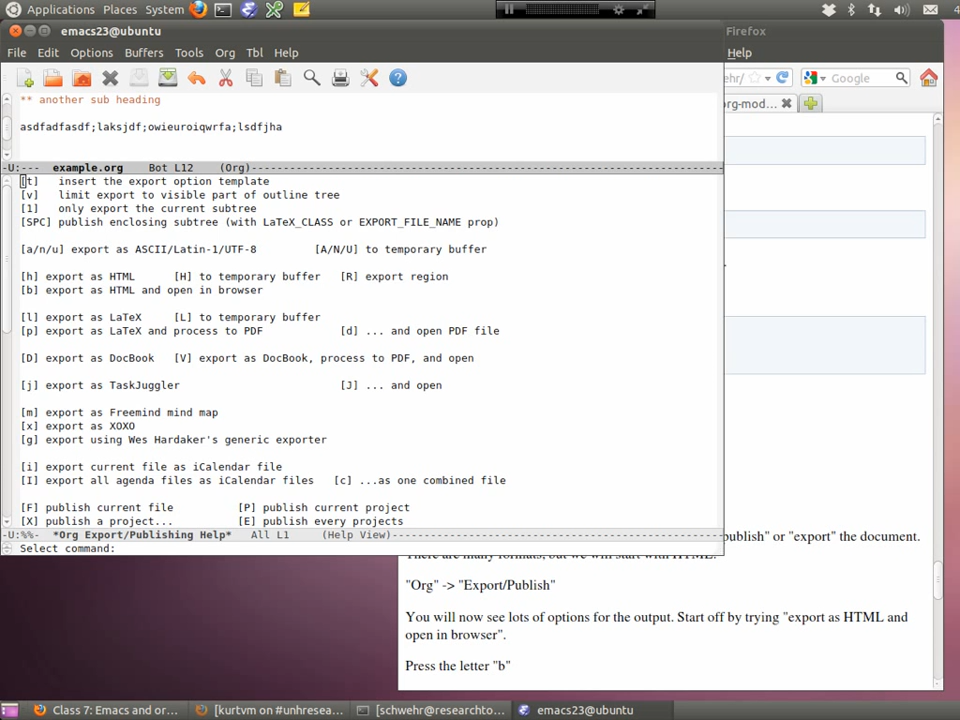 Applications Places System
4
emacs23@ubuntu
Firefox
File Edit Options Buffers Tools Org Tbl Help
Help
ehr/
Google
org-mod...
** another sub heading
asdfadfasdf;laksjdf;owieuroiqwrfa;lsdfjha
-U:--- example.org Bot L12 (Org)
[t] insert the export option template
[v] limit export to visible part of outline tree
[1] only export the current subtree
[SPC] publish enclosing subtree (with LaTeX_CLASS or EXPORT_FILE_NAME prop)
[a/n/u] export as ASCII/Latin-1/UTF-8 [A/N/U] to temporary buffer
[h] export as HTML [H] to temporary buffer [R] export region
[b] export as HTML and open in browser
[l] export as LaTeX [L] to temporary buffer
[p] export as LaTeX and process to PDF [d] ... and open PDF file
[D] export as DocBook [V] export as DocBook, process to PDF, and open
[j] export as TaskJuggler [J] ... and open
[m] export as Freemind mind map
[x] export as XOXO
[g] export using Wes Hardaker's generic exporter
[i] export current file as iCalendar file
[I] export all agenda files as iCalendar files [c] ...as one combined file
[F] publish current file [P] publish current project
[X] publish a project... [E] publish every projects
-U:%%- *Org Export/Publishing Help* All L1 (Help View)
Select command:
publish" or "export" the document.
There are many formats, but we will start with HTML.
"Org" -> "Export/Publish"
You will now see lots of options for the output. Start off by trying "export as HTML and
open in browser".
Press the letter "b"
Class 7: Emacs and or... [kurtvm on #unhresea... [schwehr@researchto... emacs23@ubuntu